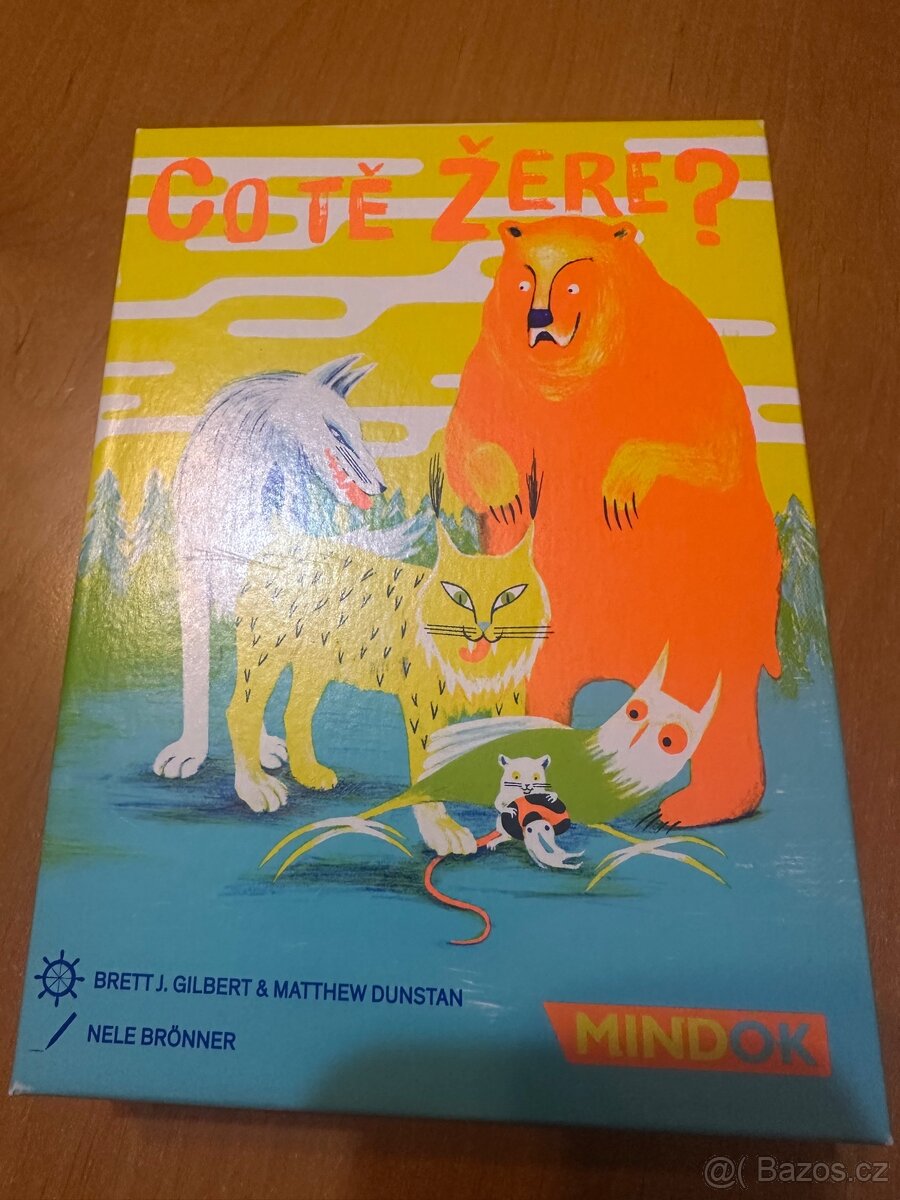 CO TĚ ŽERE?
BRETT J. GILBERT & MATTHEW DUNSTAN
NELE BRÖNNER
MINDOK
@( Bazos.cz